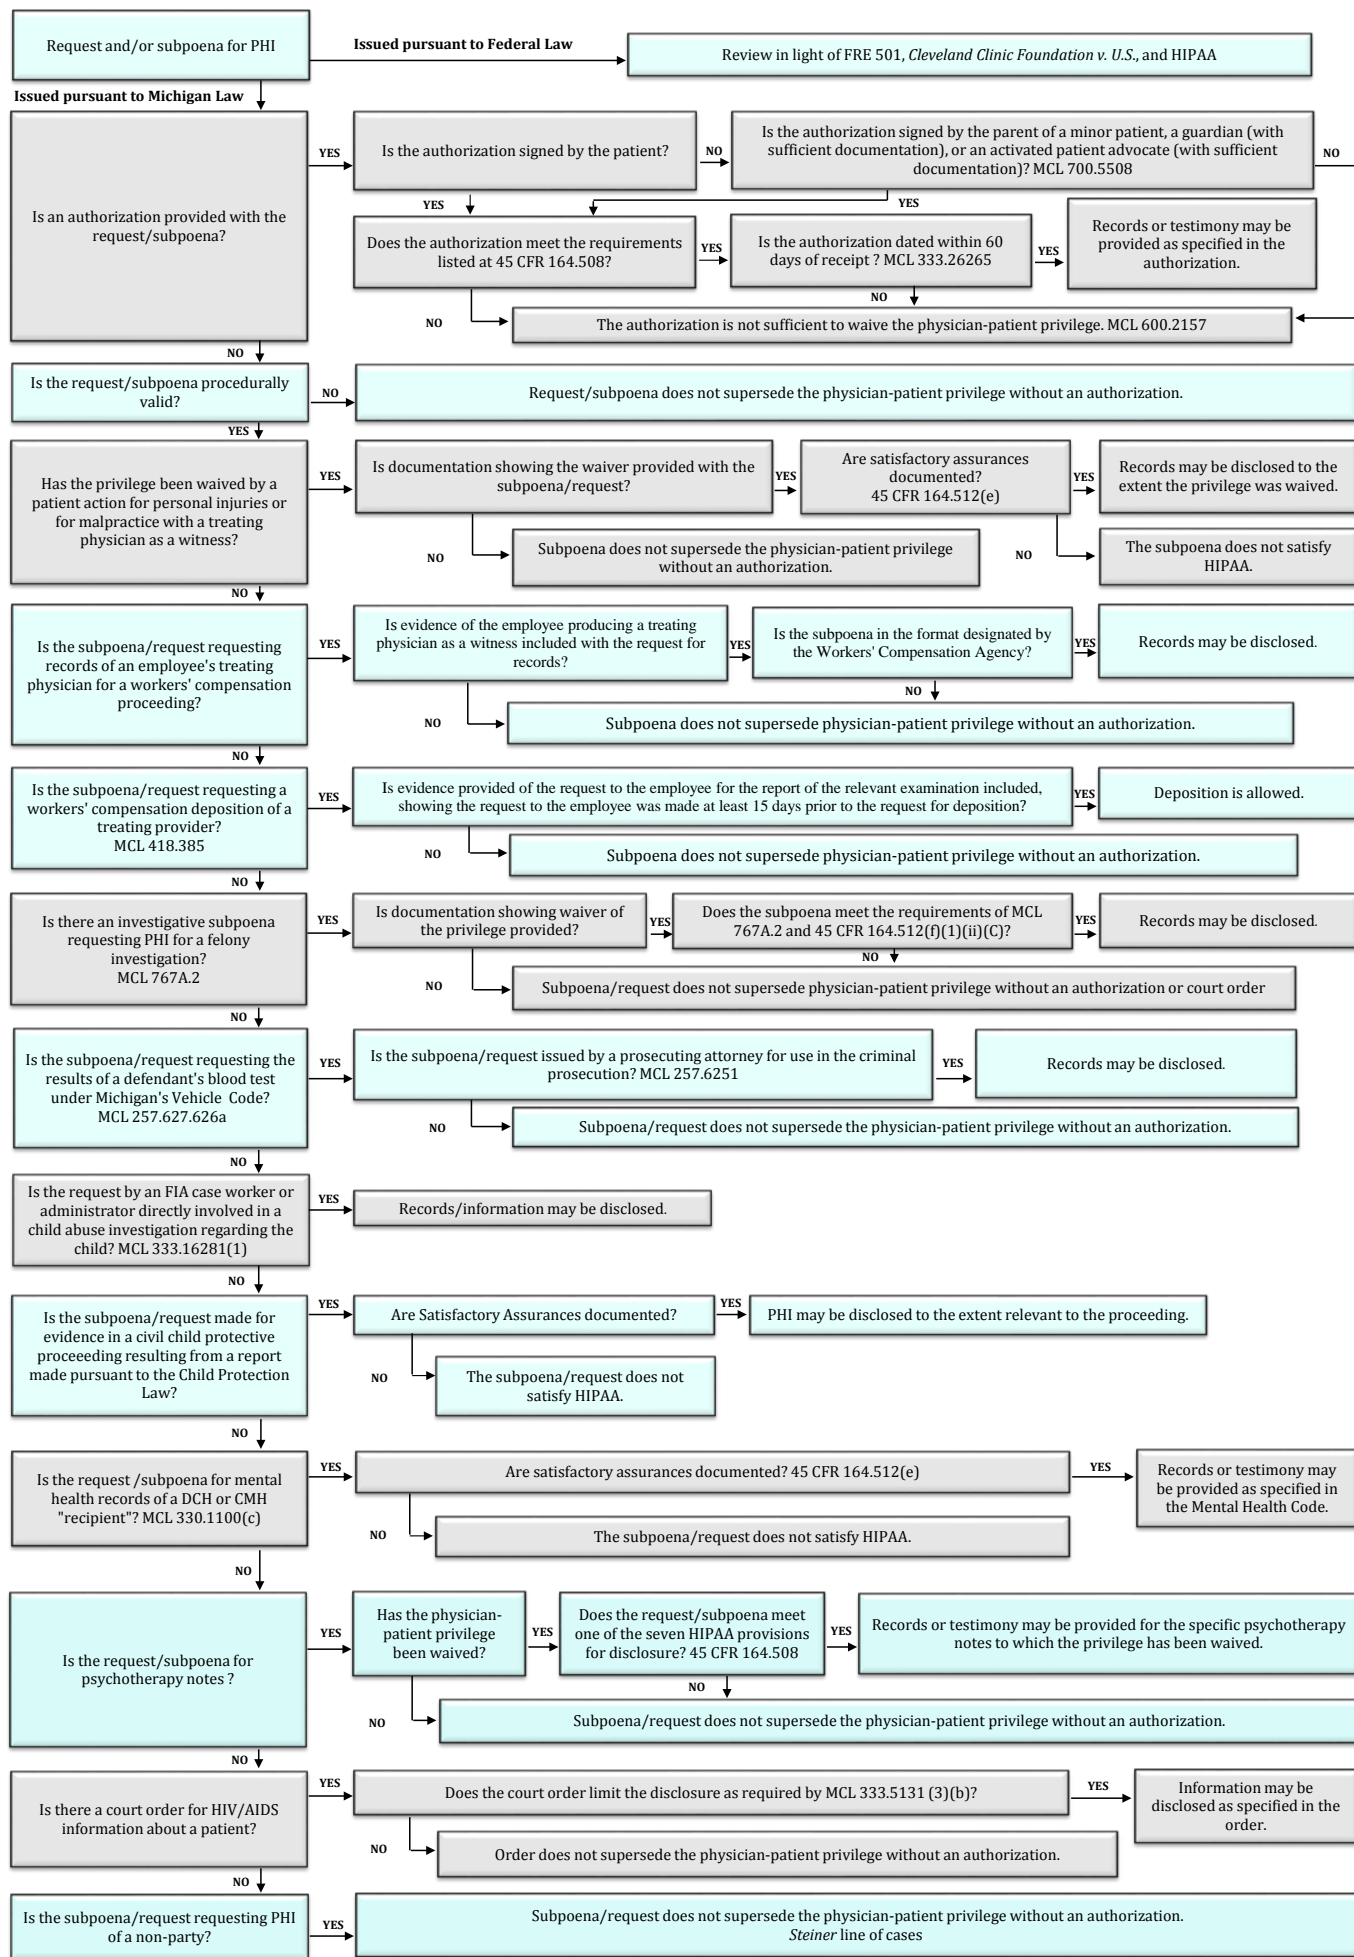 Request and/or subpoena for PHI
Issued pursuant to Federal Law
Review in light of FRE 501, Cleveland Clinic Foundation v. U.S., and HIPAA
Issued pursuant to Michigan Law
Is an authorization provided with the
request/subpoena?
YES
Is the authorization signed by the patient?
NO
Is the authorization signed by the parent of a minor patient, a guardian (with
sufficient documentation), or an activated patient advocate (with sufficient
documentation)? MCL 700.5508
NO
YES
YES
Does the authorization meet the requirements
listed at 45 CFR 164.508?
YES
Is the authorization dated within 60
days of receipt ? MCL 333.26265
YES
Records or testimony may be
provided as specified in the
authorization.
NO
NO
The authorization is not sufficient to waive the physician-patient privilege. MCL 600.2157
NO
Is the request/subpoena procedurally
valid?
NO
Request/subpoena does not supersede the physician-patient privilege without an authorization.
YES
Has the privilege been waived by a
patient action for personal injuries or
for malpractice with a treating
physician as a witness?
YES
Is documentation showing the waiver provided with the
subpoena/request?
YES
Are satisfactory assurances
documented?
45 CFR 164.512(e)
YES
Records may be disclosed to the
extent the privilege was waived.
NO
Subpoena does not supersede the physician-patient privilege
without an authorization.
NO
The subpoena does not satisfy
HIPAA.
NO
Is the subpoena/request requesting
records of an employee's treating
physician for a workers' compensation
proceeding?
YES
Is evidence of the employee producing a treating
physician as a witness included with the request for
records?
YES
Is the subpoena in the format designated by
the Workers' Compensation Agency?
YES
Records may be disclosed.
NO
NO
Subpoena does not supersede physician-patient privilege without an authorization.
NO
Is the subpoena/request requesting a
workers' compensation deposition of a
treating provider?
MCL 418.385
YES
Is evidence provided of the request to the employee for the report of the relevant examination included,
showing the request to the employee was made at least 15 days prior to the request for deposition?
YES
Deposition is allowed.
NO
Subpoena does not supersede physician-patient privilege without an authorization.
NO
Is there an investigative subpoena
requesting PHI for a felony
investigation?
MCL 767A.2
YES
Is documentation showing waiver of
the privilege provided?
YES
Does the subpoena meet the requirements of MCL
767A.2 and 45 CFR 164.512(f)(1)(ii)(C)?
YES
Records may be disclosed.
NO
NO
Subpoena/request does not supersede physician-patient privilege without an authorization or court order
NO
Is the subpoena/request requesting the
results of a defendant's blood test
under Michigan's Vehicle Code?
MCL 257.627.626a
YES
Is the subpoena/request issued by a prosecuting attorney for use in the criminal
prosecution? MCL 257.6251
YES
Records may be disclosed.
NO
Subpoena/request does not supersede the physician-patient privilege without an authorization.
NO
Is the request by an FIA case worker or
administrator directly involved in a
child abuse investigation regarding the
child? MCL 333.16281(1)
YES
Records/information may be disclosed.
NO
Is the subpoena/request made for
evidence in a civil child protective
proceeeding resulting from a report
made pursuant to the Child Protection
Law?
YES
Are Satisfactory Assurances documented?
YES
PHI may be disclosed to the extent relevant to the proceeding.
NO
The subpoena/request does not
satisfy HIPAA.
NO
Is the request /subpoena for mental
health records of a DCH or CMH
"recipient"? MCL 330.1100(c)
YES
Are satisfactory assurances documented? 45 CFR 164.512(e)
YES
Records or testimony may
be provided as specified in
the Mental Health Code.
NO
The subpoena/request does not satisfy HIPAA.
NO
Is the request/subpoena for
psychotherapy notes ?
YES
Has the physician-
patient privilege
been waived?
YES
Does the request/subpoena meet
one of the seven HIPAA provisions
for disclosure? 45 CFR 164.508
YES
Records or testimony may be provided for the specific psychotherapy
notes to which the privilege has been waived.
NO
NO
Subpoena/request does not supersede the physician-patient privilege without an authorization.
NO
Is there a court order for HIV/AIDS
information about a patient?
YES
Does the court order limit the disclosure as required by MCL 333.5131 (3)(b)?
YES
Information may be
disclosed as specified in the
order.
NO
Order does not supersede the physician-patient privilege without an authorization.
NO
Is the subpoena/request requesting PHI
of a non-party?
YES
Subpoena/request does not supersede the physician-patient privilege without an authorization.
Steiner line of cases